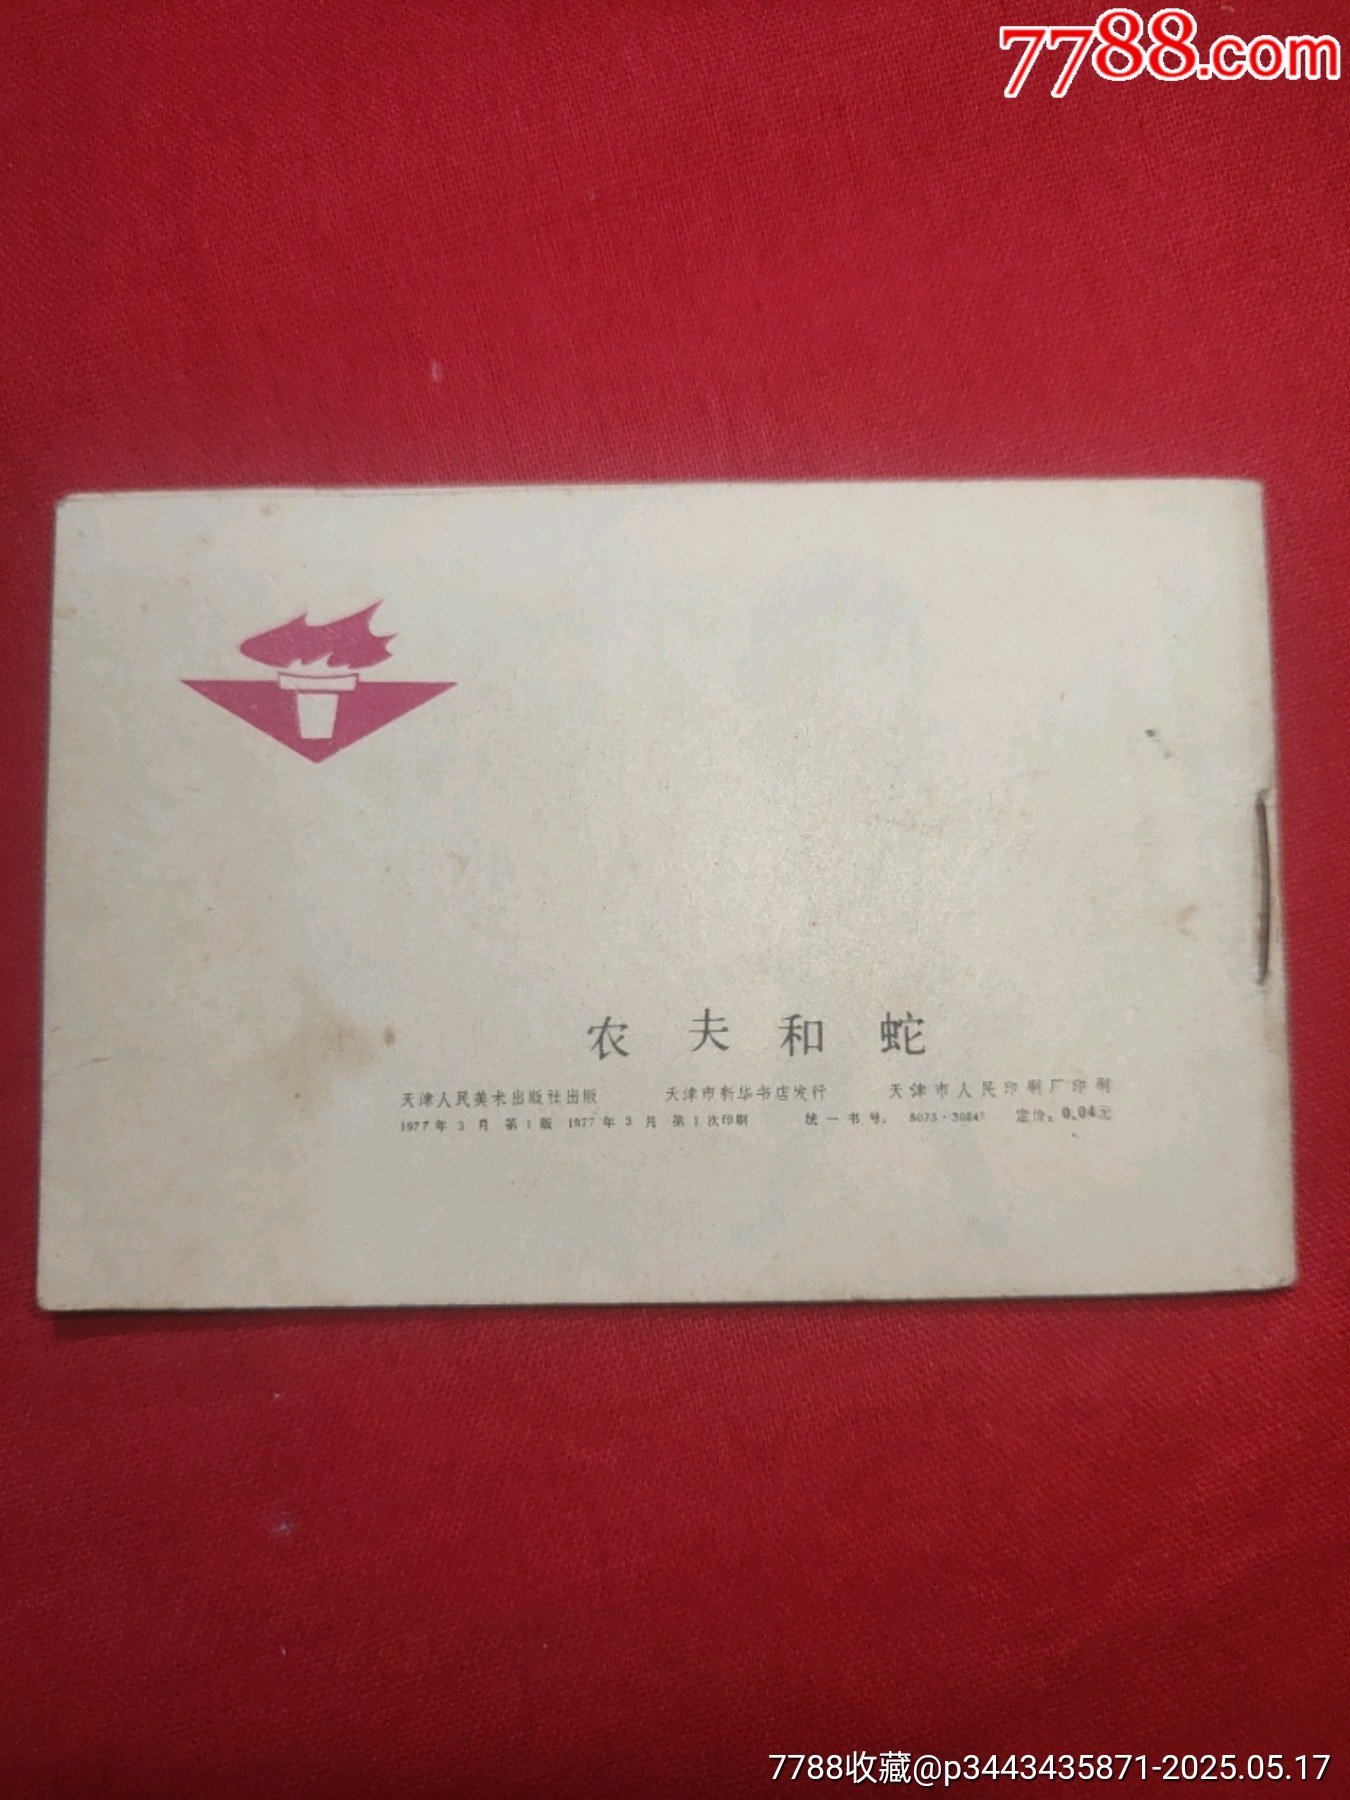 7788.com
农夫和蛇
天津人民美术出版社出版 天津市新华书店发行 天津市人民印刷厂印刷
1977年3月第1版 1977年3月第1次印刷 统一书号: 8073·3024 定价: 0.04元
7788收藏@p3443435871-2025.05.17